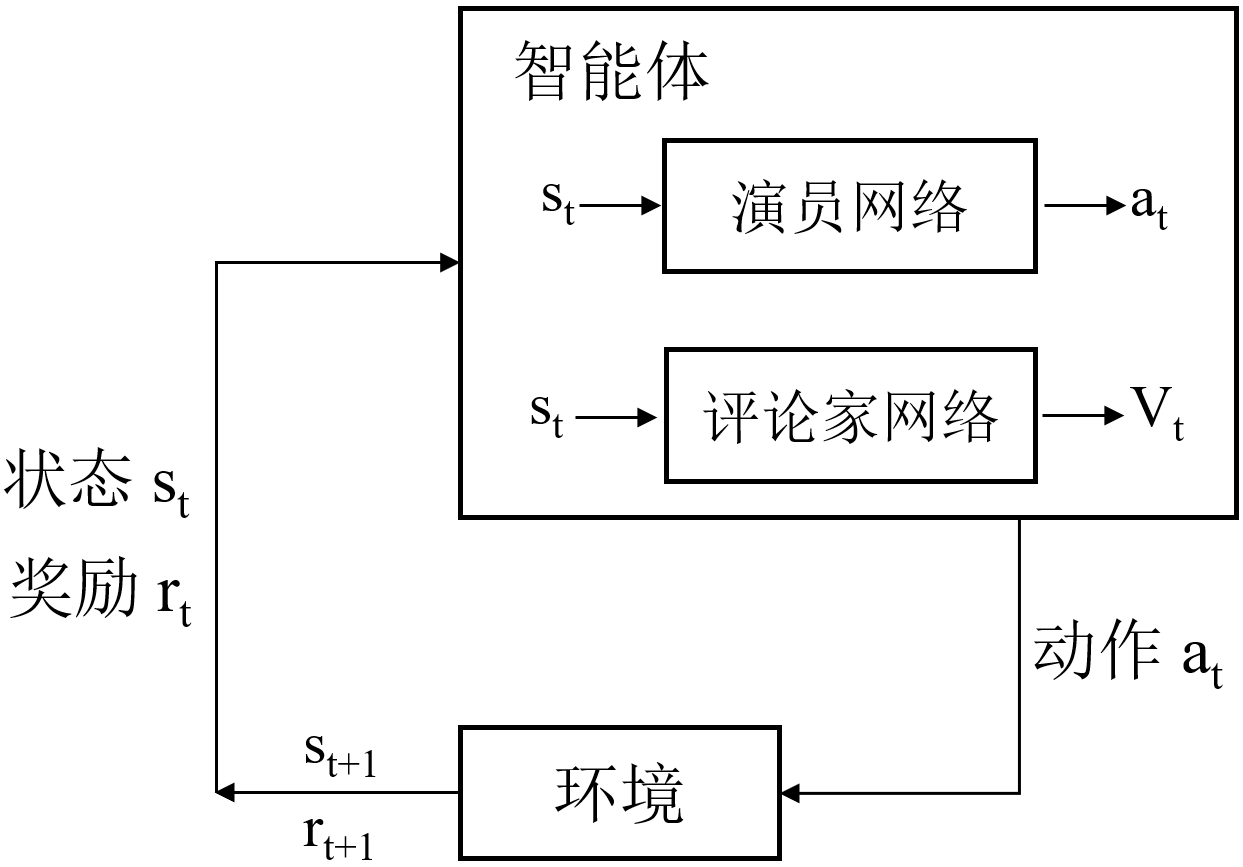 智能体
s_t 演员网络 a_t
s_t 评论家网络 V_t
状态 s_t
奖励 r_t
动作 a_t
s_{t+1}
环境
r_{t+1}